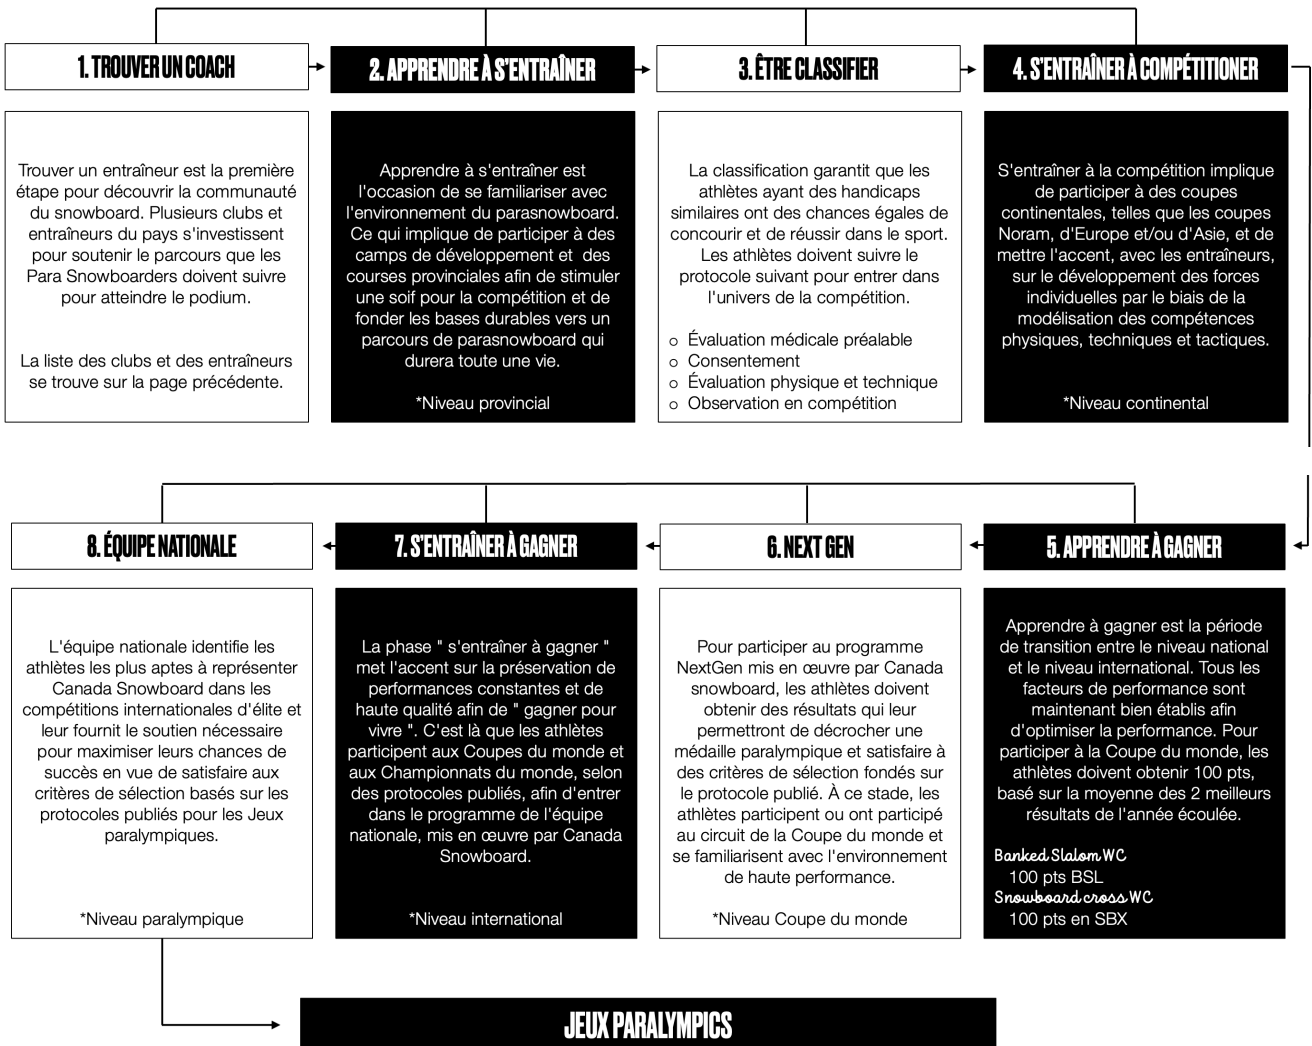 1. TROUVER UN COACH
2. APPRENDRE À S'ENTRAÎNER
3. ÊTRE CLASSIFIER
4. S'ENTRAÎNER À COMPÉTITIONER
Trouver un entraîneur est la première
étape pour découvrir la communauté
du snowboard. Plusieurs clubs et
entraîneurs du pays s'investissent
pour soutenir le parcours que les
Para Snowboarders doivent suivre
pour atteindre le podium.
La liste des clubs et des entraîneurs
se trouve sur la page précédente.
Apprendre à s'entraîner est
l'occasion de se familiariser avec
l'environnement du parasnowboard.
Ce qui implique de participer à des
camps de développement et des
courses provinciales afin de stimuler
une soif pour la compétition et de
fonder les bases durables vers un
parcours de parasnowboard qui
durera toute une vie.
*Niveau provincial
La classification garantit que les
athlètes ayant des handicaps
similaires ont des chances égales de
concourir et de réussir dans le sport.
Les athlètes doivent suivre le
protocole suivant pour entrer dans
l'univers de la compétition.
o Évaluation médicale préalable
o Consentement
o Évaluation physique et technique
o Observation en compétition
S'entraîner à la compétition implique
de participer à des coupes
continentales, telles que les coupes
Noram, d'Europe et/ou d'Asie, et de
mettre l'accent, avec les entraîneurs,
sur le développement des forces
individuelles par le biais de la
modélisation des compétences
physiques, techniques et tactiques.
*Niveau continental
8. ÉQUIPE NATIONALE
7. S'ENTRAÎNER À GAGNER
6. NEXT GEN
5. APPRENDRE À GAGNER
L'équipe nationale identifie les
athlètes les plus aptes à représenter
Canada Snowboard dans les
compétitions internationales d'élite et
leur fournit le soutien nécessaire
pour maximiser leurs chances de
succès en vue de satisfaire aux
critères de sélection basés sur les
protocoles publiés pour les Jeux
paralympiques.
*Niveau paralympique
La phase " s'entraîner à gagner "
met l'accent sur la préservation de
performances constantes et de
haute qualité afin de " gagner pour
vivre ". C'est là que les athlètes
participent aux Coupes du monde et
aux Championnats du monde, selon
des protocoles publiés, afin d'entrer
dans le programme de l'équipe
nationale, mis en œuvre par Canada
Snowboard.
*Niveau international
Pour participer au programme
NextGen mis en œuvre par Canada
snowboard, les athlètes doivent
obtenir des résultats qui leur
permettront de décrocher une
médaille paralympique et satisfaire à
des critères de sélection fondés sur
le protocole publié. À ce stade, les
athlètes participent ou ont participé
au circuit de la Coupe du monde et
se familiarisent avec l'environnement
de haute performance.
*Niveau Coupe du monde
Apprendre à gagner est la période
de transition entre le niveau national
et le niveau international. Tous les
facteurs de performance sont
maintenant bien établis afin
d'optimiser la performance. Pour
participer à la Coupe du monde, les
athlètes doivent obtenir 100 pts,
basé sur la moyenne des 2 meilleurs
résultats de l'année écoulée.
Banked Slalom WC
100 pts BSL
Snowboard cross WC
100 pts en SBX
JEUX PARALYMPICS